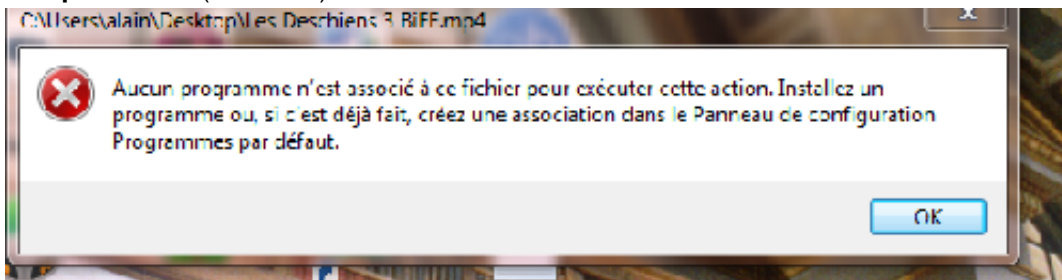 C:\Users\alain\Desktop\Les Deschiens 3 BiFF.mp4
Aucun programme n'est associé à ce fichier pour exécuter cette action. Installez un
programme ou, si c'est déjà fait, créez une association dans le Panneau de configuration
Programmes par défaut.
OK